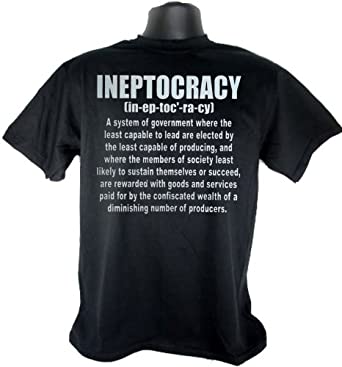 INEPTOCRACY
(in-ep-toc'-ra-cy)
A system of government where the
least capable to lead are elected by
the least capable of producing, and
where the members of society least
likely to sustain themselves or succeed,
are rewarded with goods and services
paid for by the confiscated wealth of a
diminishing number of producers.